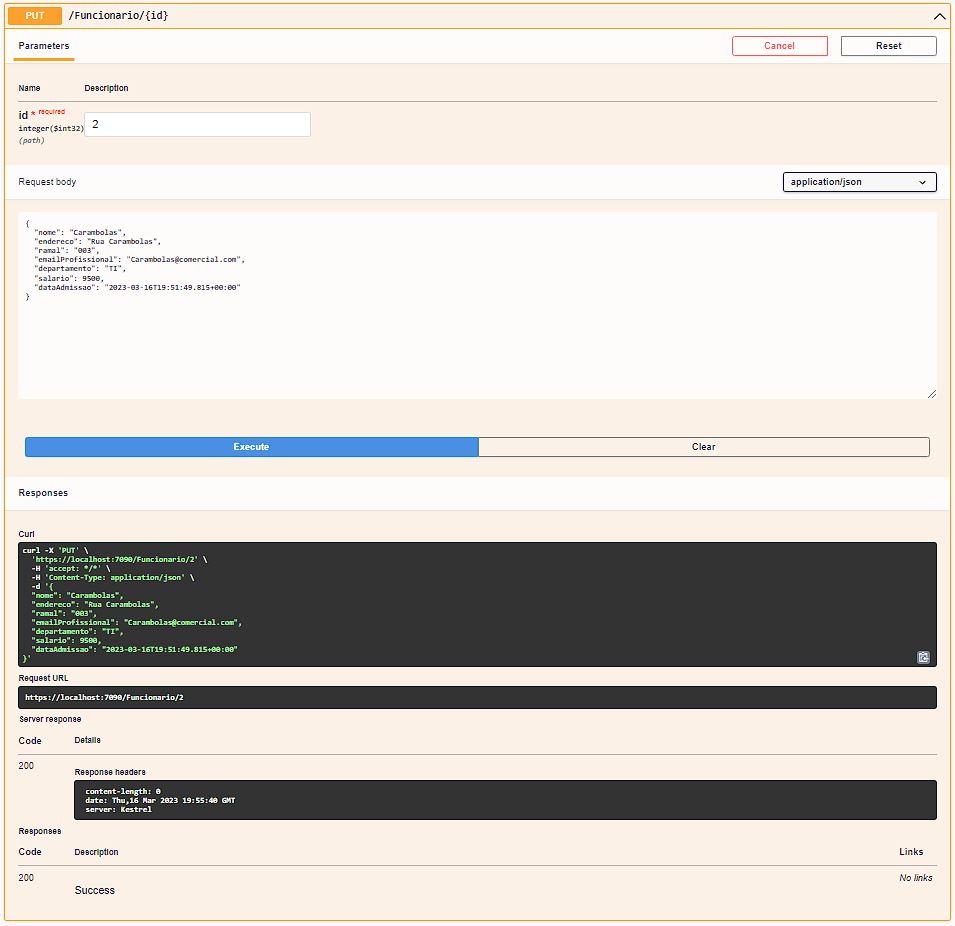 PUT /Funcionario/{id}
Parameters
Cancel
Reset
Name Description
id * required
integer($int32)
(path)
2
Request body
application/json
{
  "nome": "Carambolas",
  "endereco": "Rua Carambolas",
  "ramal": "003",
  "emailProfissional": "Carambolas@comercial.com",
  "departamento": "TI",
  "salario": 9500,
  "dataAdmissao": "2023-03-16T19:51:49.815+00:00"
}
Execute
Clear
Responses
Curl
curl -X 'PUT' \
  'https://localhost:7090/Funcionario/2' \
  -H 'accept: */*' \
  -H 'Content-Type: application/json' \
  -d '{
  "nome": "Carambolas",
  "endereco": "Rua Carambolas",
  "ramal": "003",
  "emailProfissional": "Carambolas@comercial.com",
  "departamento": "TI",
  "salario": 9500,
  "dataAdmissao": "2023-03-16T19:51:49.815+00:00"
}'
Request URL
https://localhost:7090/Funcionario/2
Server response
Code Details
200
Response headers
content-length: 0
date: Thu,16 Mar 2023 19:55:40 GMT
server: Kestrel
Responses
Code Description Links
200 No links
Success